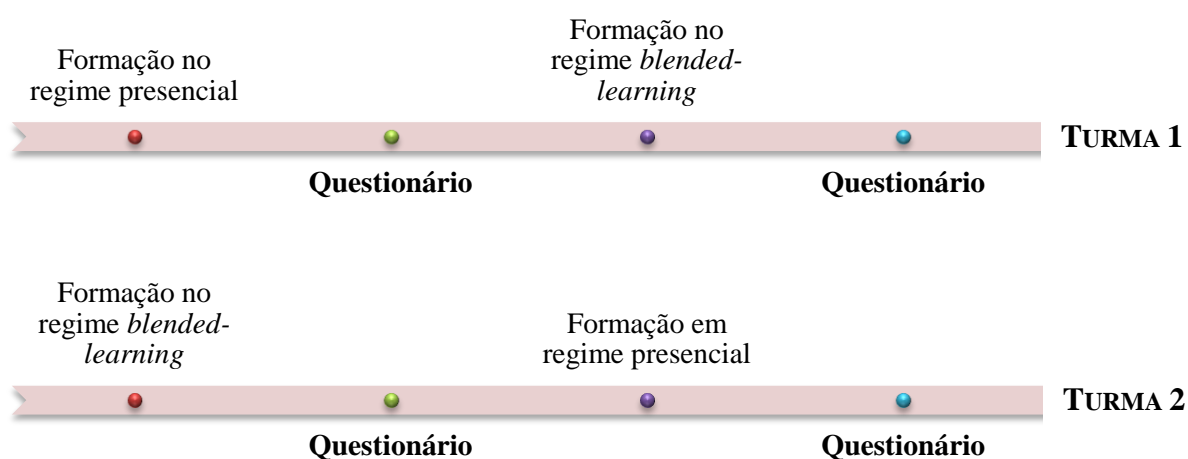 Formação no
regime presencial
Formação no
regime blended-
learning
TURMA 1
Questionário
Questionário
Formação no
regime blended-
learning
Formação em
regime presencial
TURMA 2
Questionário
Questionário